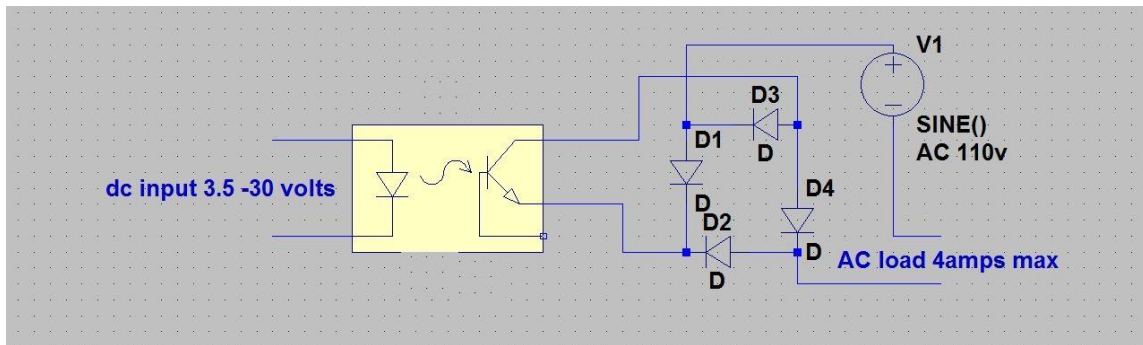 V1
D3
SINE()
D1
AC 110v
D
dc input 3.5 -30 volts
D4
D
D2
D
AC load 4amps max
D